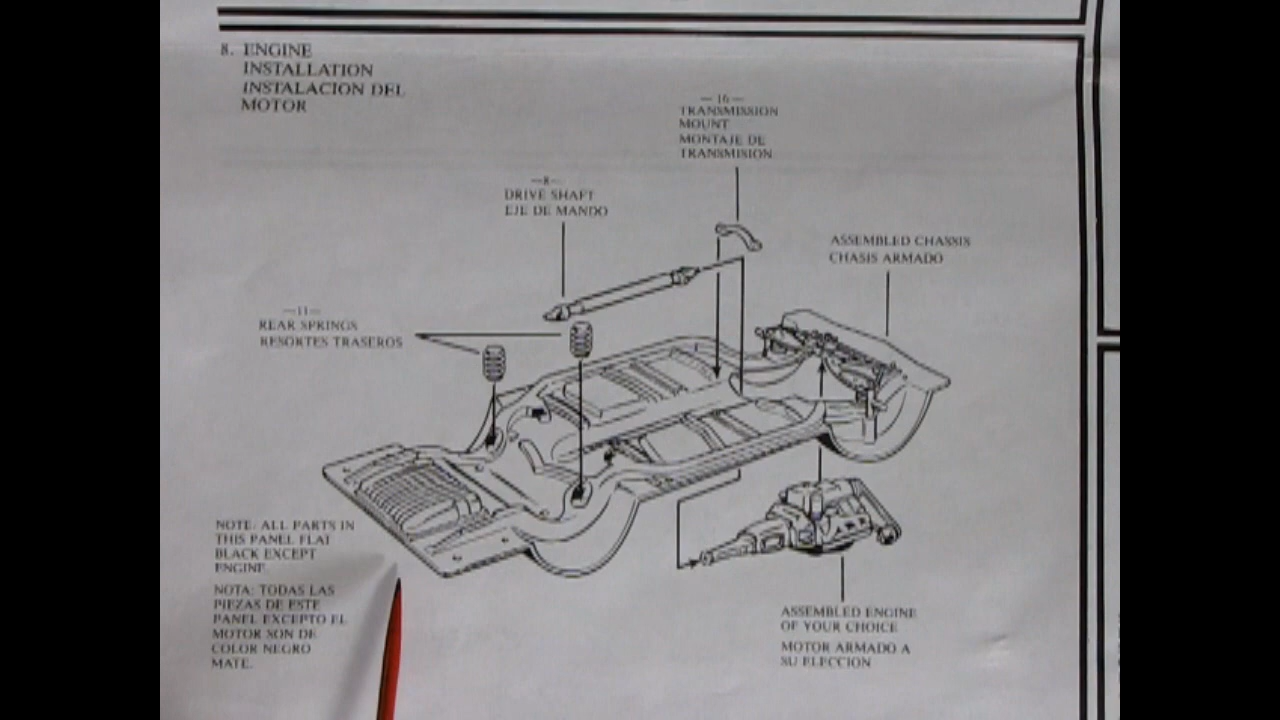 8. ENGINE
INSTALLATION
INSTALACION DEL
MOTOR
—16—
TRANSMISSION
MOUNT
MONTAJE DE
TRANSMISION
—8—
DRIVE SHAFT
EJE DE MANDO
ASSEMBLED CHASSIS
CHASIS ARMADO
—11—
REAR SPRINGS
RESORTES TRASEROS
NOTE: ALL PARTS IN
THIS PANEL FLAT
BLACK EXCEPT
ENGINE.
NOTA: TODAS LAS
PIEZAS DE ESTE
PANEL EXCEPTO EL
MOTOR SON DE
COLOR NEGRO
MATE.
ASSEMBLED ENGINE
OF YOUR CHOICE
MOTOR ARMADO A
SU ELECCION